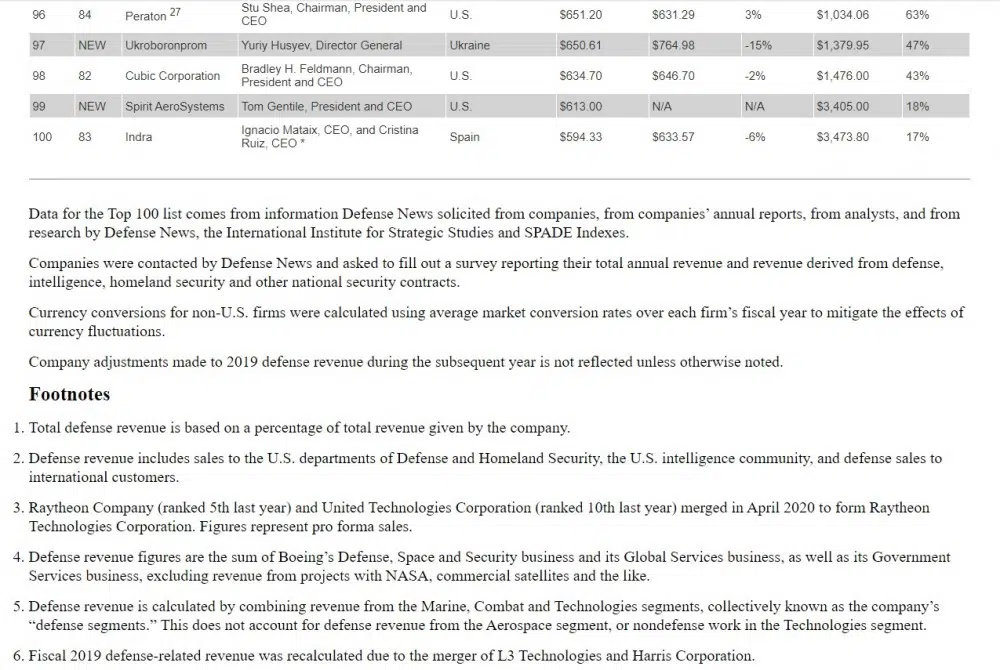 96 84 Peraton 27 Stu Shea, Chairman, President and CEO U.S. $651.20 $631.29 3% $1,034.06 63%
97 NEW Ukroboronprom Yuriy Husyev, Director General Ukraine $650.61 $764.98 -15% $1,379.95 47%
98 82 Cubic Corporation Bradley H. Feldmann, Chairman, President and CEO U.S. $634.70 $646.70 -2% $1,476.00 43%
99 NEW Spirit AeroSystems Tom Gentile, President and CEO U.S. $613.00 N/A N/A $3,405.00 18%
100 83 Indra Ignacio Mataix, CEO, and Cristina Ruiz, CEO * Spain $594.33 $633.57 -6% $3,473.80 17%
Data for the Top 100 list comes from information Defense News solicited from companies, from companies' annual reports, from analysts, and from
research by Defense News, the International Institute for Strategic Studies and SPADE Indexes.
Companies were contacted by Defense News and asked to fill out a survey reporting their total annual revenue and revenue derived from defense,
intelligence, homeland security and other national security contracts.
Currency conversions for non-U.S. firms were calculated using average market conversion rates over each firm's fiscal year to mitigate the effects of
currency fluctuations.
Company adjustments made to 2019 defense revenue during the subsequent year is not reflected unless otherwise noted.
Footnotes
1. Total defense revenue is based on a percentage of total revenue given by the company.
2. Defense revenue includes sales to the U.S. departments of Defense and Homeland Security, the U.S. intelligence community, and defense sales to
international customers.
3. Raytheon Company (ranked 5th last year) and United Technologies Corporation (ranked 10th last year) merged in April 2020 to form Raytheon
Technologies Corporation. Figures represent pro forma sales.
4. Defense revenue figures are the sum of Boeing's Defense, Space and Security business and its Global Services business, as well as its Government
Services business, excluding revenue from projects with NASA, commercial satellites and the like.
5. Defense revenue is calculated by combining revenue from the Marine, Combat and Technologies segments, collectively known as the company's
“defense segments.” This does not account for defense revenue from the Aerospace segment, or nondefense work in the Technologies segment.
6. Fiscal 2019 defense-related revenue was recalculated due to the merger of L3 Technologies and Harris Corporation.